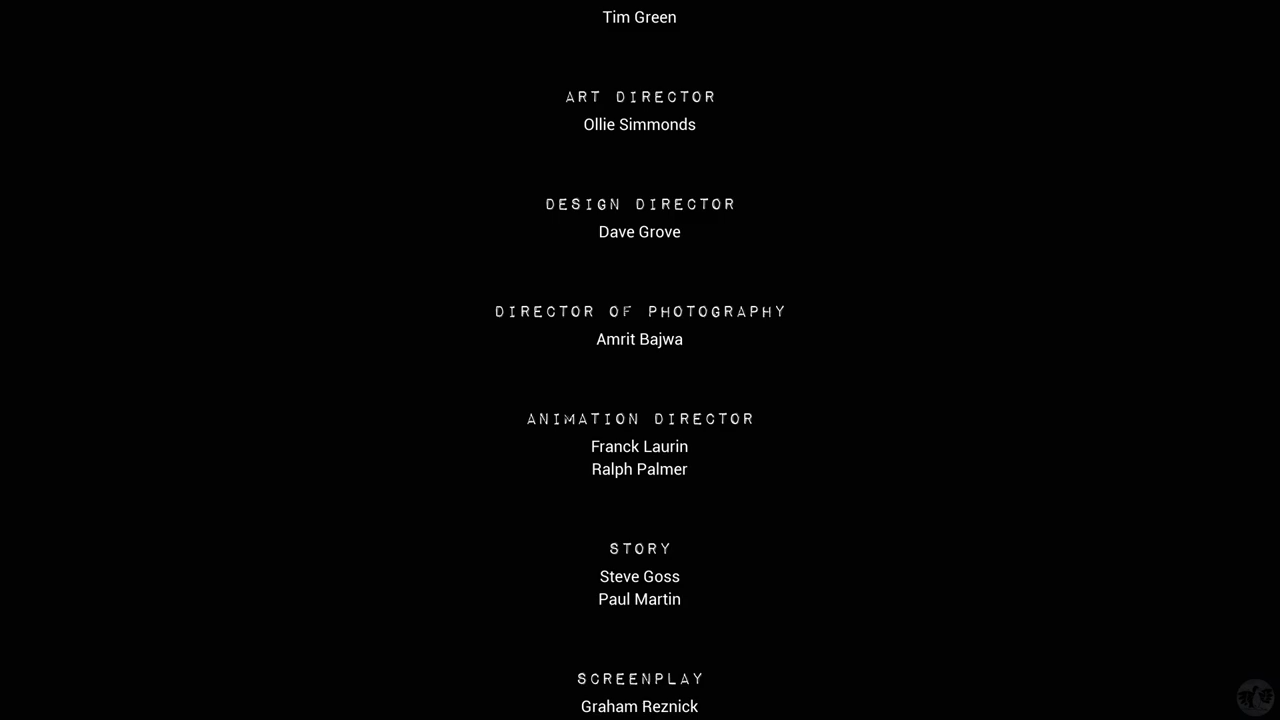 Tim Green
ART DIRECTOR
Ollie Simmonds
DESIGN DIRECTOR
Dave Grove
DIRECTOR OF PHOTOGRAPHY
Amrit Bajwa
ANIMATION DIRECTOR
Franck Laurin
Ralph Palmer
STORY
Steve Goss
Paul Martin
SCREENPLAY
Graham Reznick